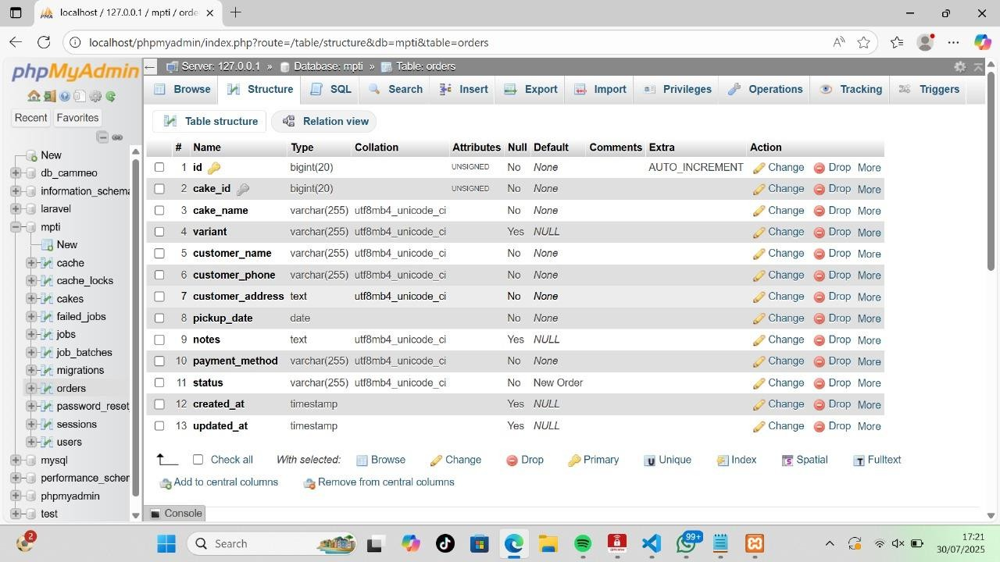 localhost / 127.0.0.1 / mpti / orde
localhost/phpmyadmin/index.php?route=/table/structure&db=mpti&table=orders
phpMyAdmin
Recent Favorites
New
db_cammeo
information_schema
laravel
mpti
New
cache
cache_locks
cakes
failed_jobs
jobs
job_batches
migrations
orders
password_reset
sessions
users
mysql
performance_scher
phpmyadmin
test
Server: 127.0.0.1 » Database: mpti » Table: orders
Browse Structure SQL Search Insert Export Import Privileges Operations Tracking Triggers
Table structure Relation view
# Name Type Collation Attributes Null Default Comments Extra Action
1 id bigint(20) UNSIGNED No None AUTO_INCREMENT Change Drop More
2 cake_id bigint(20) UNSIGNED No None Change Drop More
3 cake_name varchar(255) utf8mb4_unicode_ci No None Change Drop More
4 variant varchar(255) utf8mb4_unicode_ci Yes NULL Change Drop More
5 customer_name varchar(255) utf8mb4_unicode_ci No None Change Drop More
6 customer_phone varchar(255) utf8mb4_unicode_ci No None Change Drop More
7 customer_address text utf8mb4_unicode_ci No None Change Drop More
8 pickup_date date No None Change Drop More
9 notes text utf8mb4_unicode_ci Yes NULL Change Drop More
10 payment_method varchar(255) utf8mb4_unicode_ci No None Change Drop More
11 status varchar(255) utf8mb4_unicode_ci No New Order Change Drop More
12 created_at timestamp Yes NULL Change Drop More
13 updated_at timestamp Yes NULL Change Drop More
Check all With selected: Browse Change Drop Primary Unique Index Spatial Fulltext
Add to central columns Remove from central columns
Console
2
Search
99+
17:21
30/07/2025